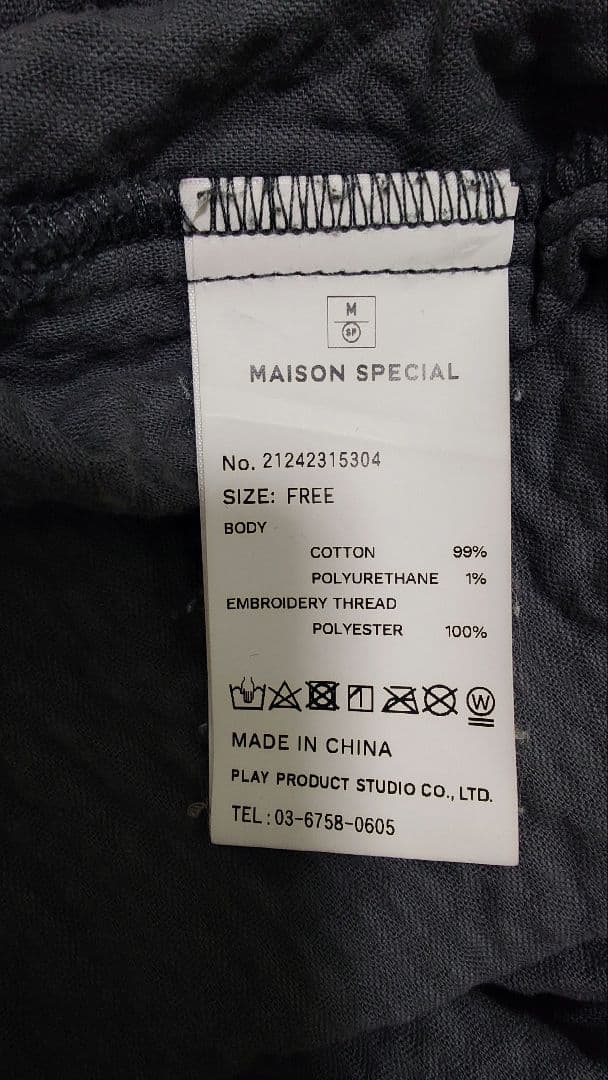 M
SP
MAISON SPECIAL
No. 21242315304
SIZE: FREE
BODY
COTTON 99%
POLYURETHANE 1%
EMBROIDERY THREAD
POLYESTER 100%
W
MADE IN CHINA
PLAY PRODUCT STUDIO CO., LTD.
TEL:03-6758-0605